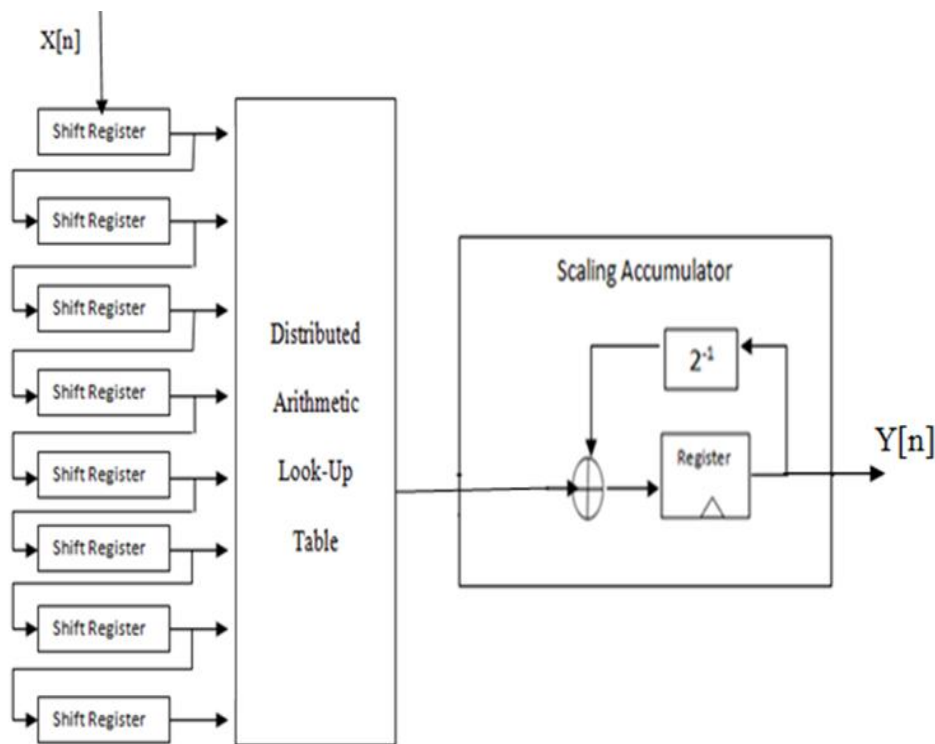 X[n]
Shift Register
Shift Register
Shift Register
Shift Register
Shift Register
Shift Register
Shift Register
Shift Register
Distributed
Arithmetic
Look-Up
Table
Scaling Accumulator
2⁻¹
Register
Y[n]